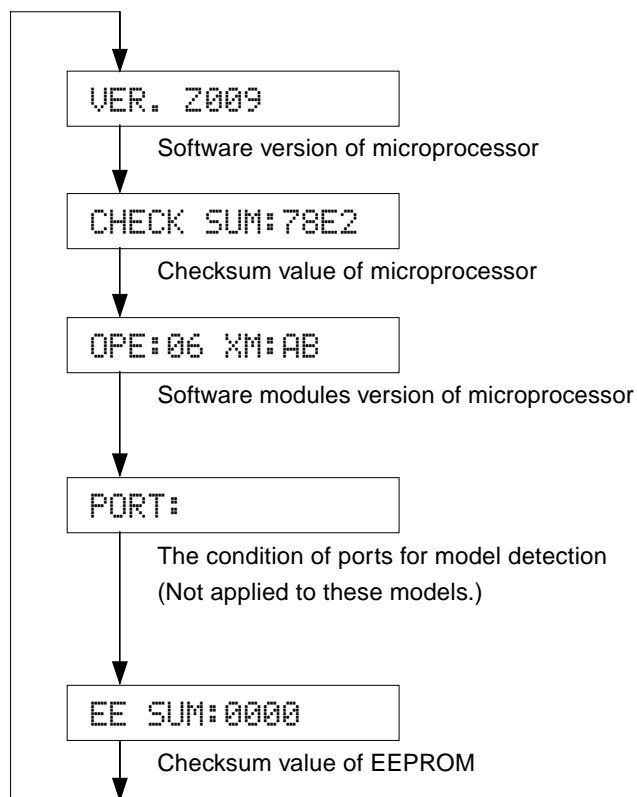 VER. Z009
Software version of microprocessor
CHECK SUM:78E2
Checksum value of microprocessor
OPE:06 XM:AB
Software modules version of microprocessor
PORT:
The condition of ports for model detection
(Not applied to these models.)
EE SUM:0000
Checksum value of EEPROM